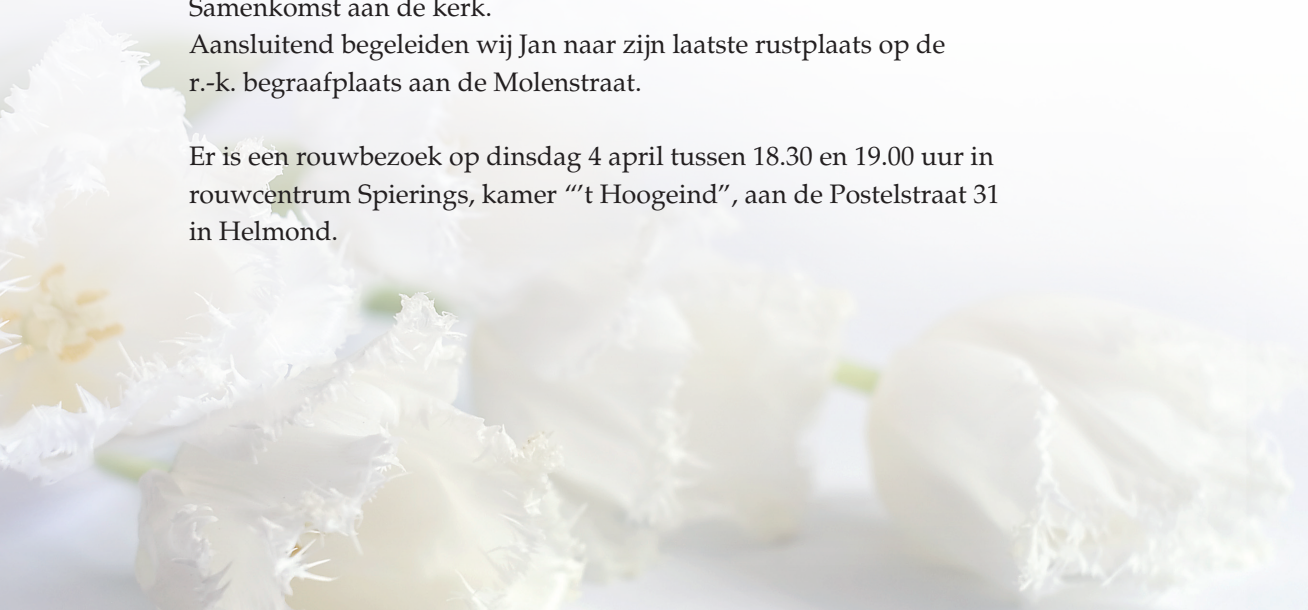 Samenkomst aan de kerk.
Aansluitend begeleiden wij Jan naar zijn laatste rustplaats op de
r.-k. begraafplaats aan de Molenstraat.
Er is een rouwbezoek op dinsdag 4 april tussen 18.30 en 19.00 uur in
rouwcentrum Spierings, kamer “’t Hoogeind”, aan de Postelstraat 31
in Helmond.